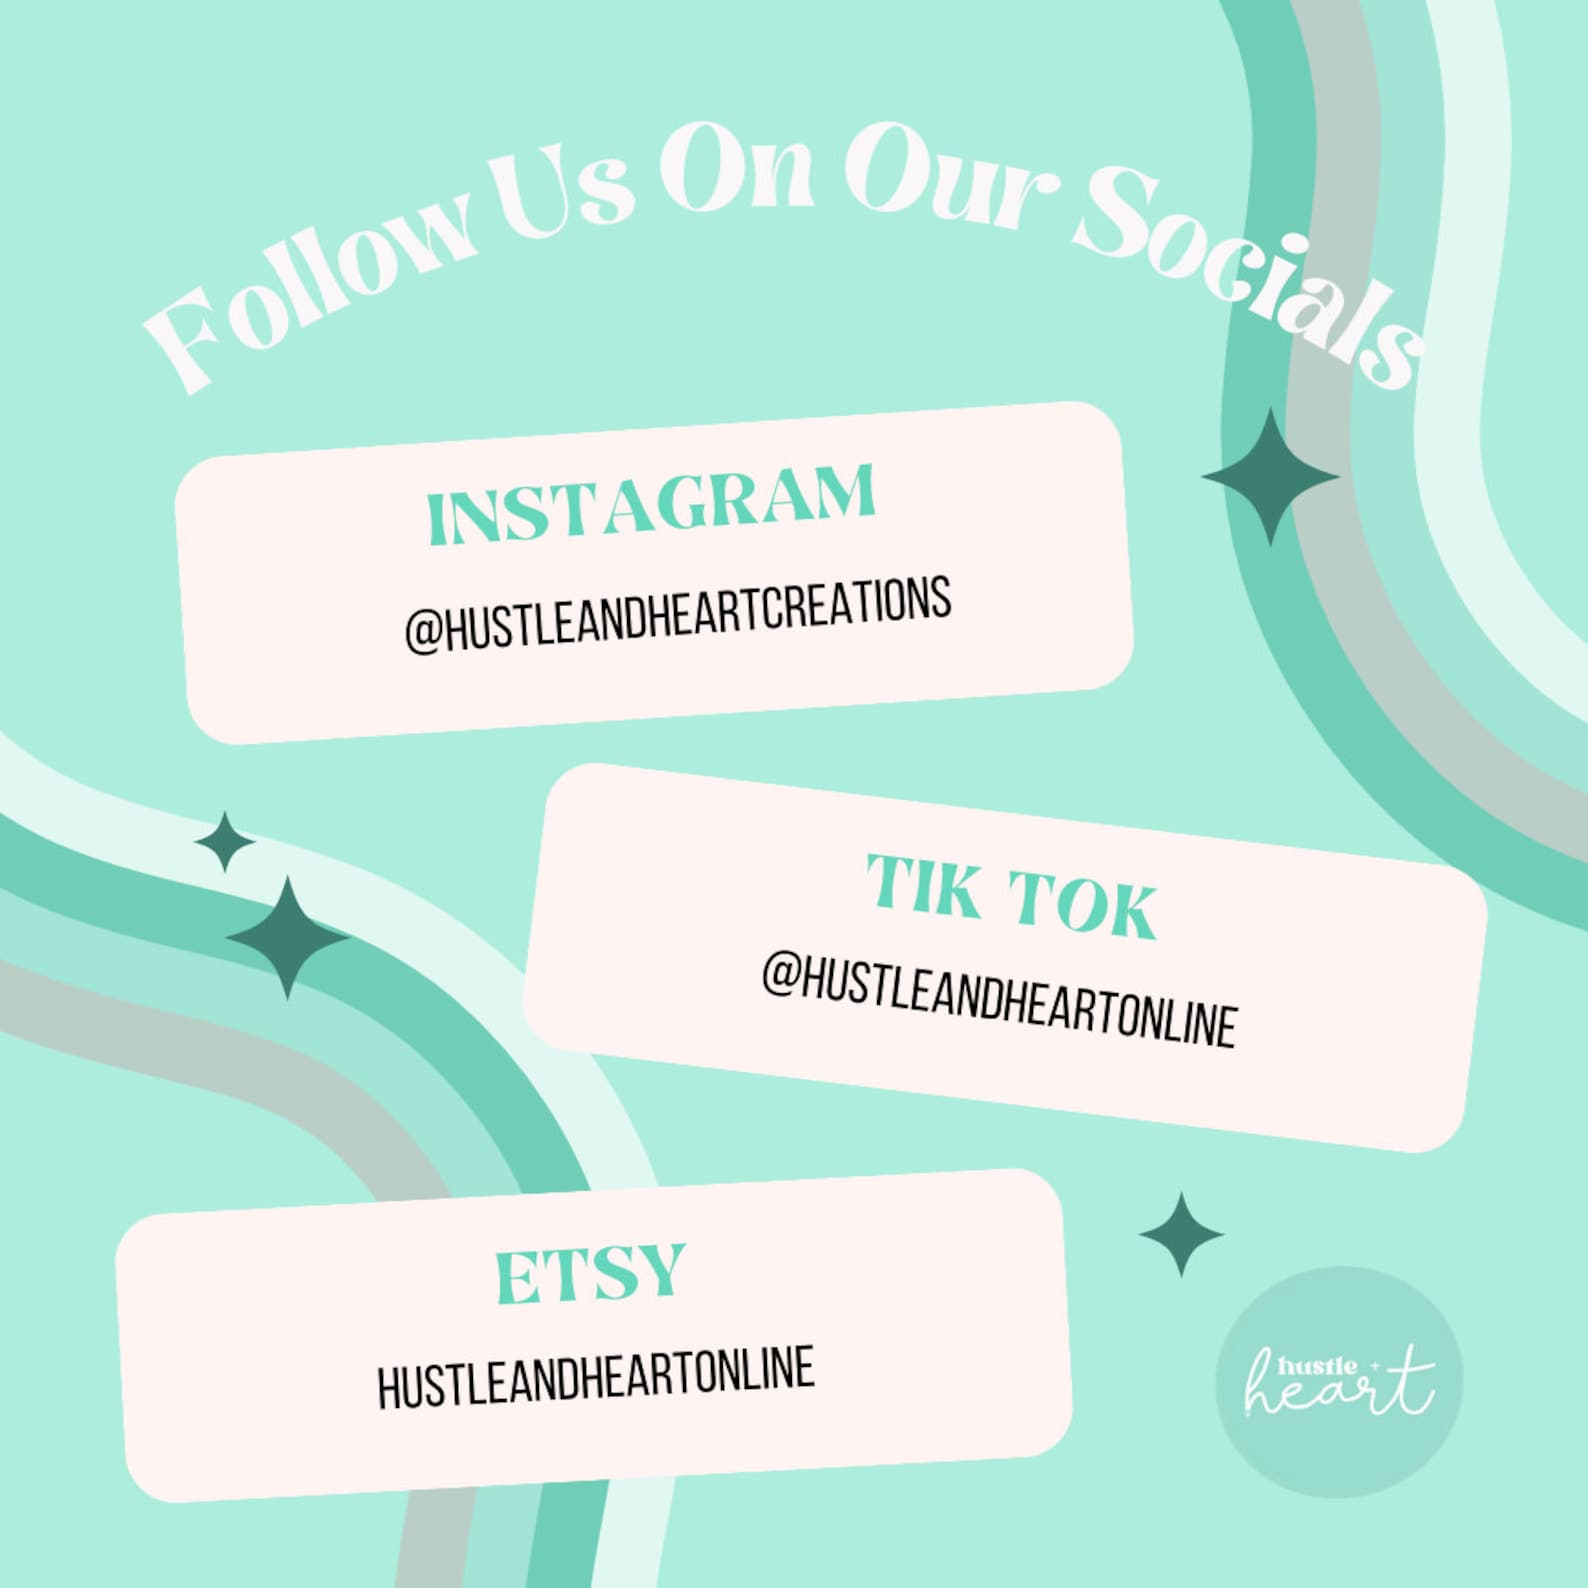 Follow Us On Our Socials
INSTAGRAM
@HUSTLEANDHEARTCREATIONS
TIK TOK
@HUSTLEANDHEARTONLINE
ETSY
HUSTLEANDHEARTONLINE
hustle +
heart